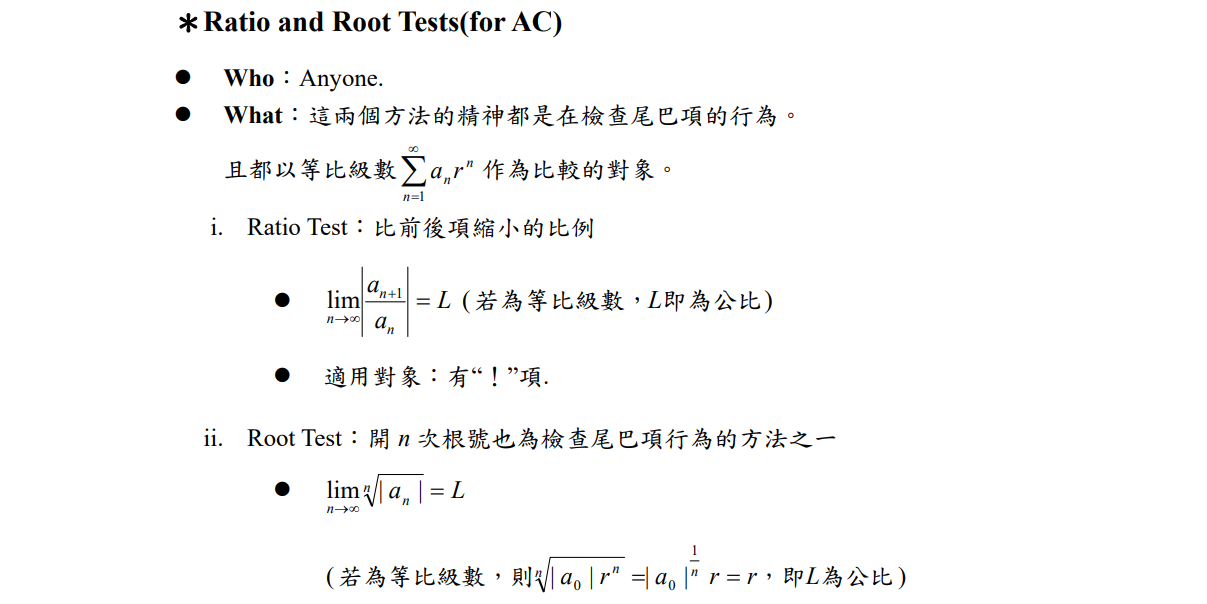 ＊Ratio and Root Tests(for AC)
● Who：Anyone.
● What：這兩個方法的精神都是在檢查尾巴項的行為。
且都以等比級數 $\sum_{n=1}^{\infty} a_n r^n$ 作為比較的對象。
i. Ratio Test：比前後項縮小的比例
● $\lim_{n\to\infty}\left|\frac{a_{n+1}}{a_n}\right| = L$ (若為等比級數，L即為公比)
● 適用對象：有“！”項.
ii. Root Test：開 n 次根號也為檢查尾巴項行為的方法之一
● $\lim_{n\to\infty}\sqrt[n]{|a_n|} = L$
(若為等比級數，則$\sqrt[n]{|a_0|r^n} = |a_0|^{\frac{1}{n}} r = r$，即L為公比)